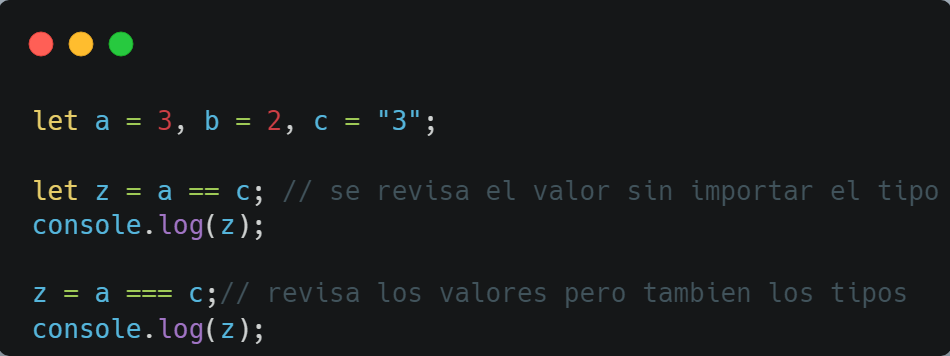 let a = 3, b = 2, c = "3";
let z = a == c; // se revisa el valor sin importar el tipo
console.log(z);
z = a === c;// revisa los valores pero tambien los tipos
console.log(z);